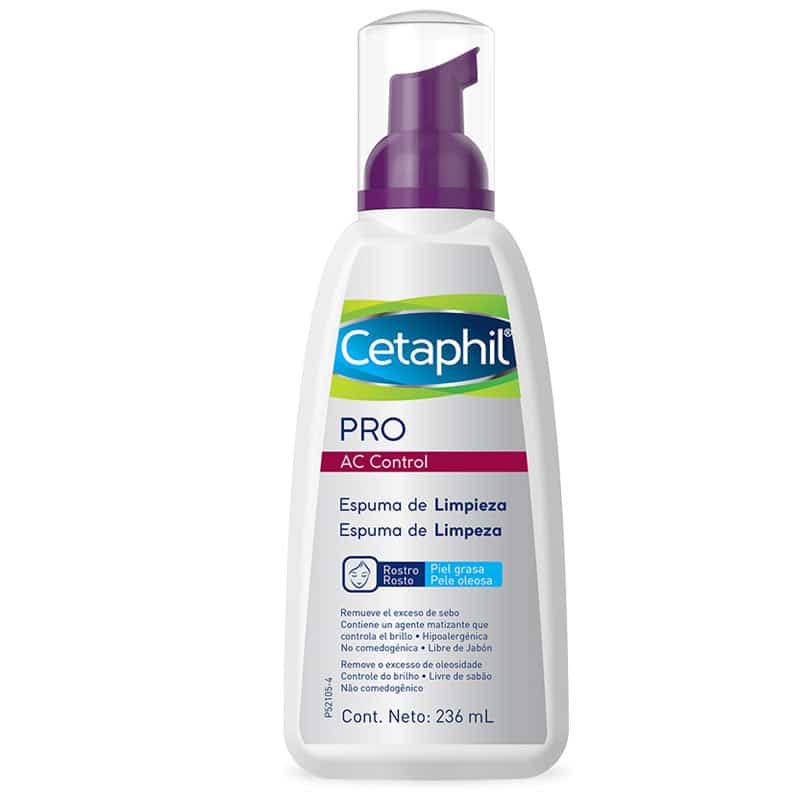 Cetaphil®
PRO
AC Control
Espuma de Limpieza
Espuma de Limpeza
Rostro
Rosto
Piel grasa
Pele oleosa
Remueve el exceso de sebo
Contiene un agente matizante que
controla el brillo • Hipoalergénica
No comedogénica • Libre de Jabón
Remove o excesso de oleosidade
Controle do brilho • Livre de sabão
Não comedogênico
P52105-4
Cont. Neto: 236 mL